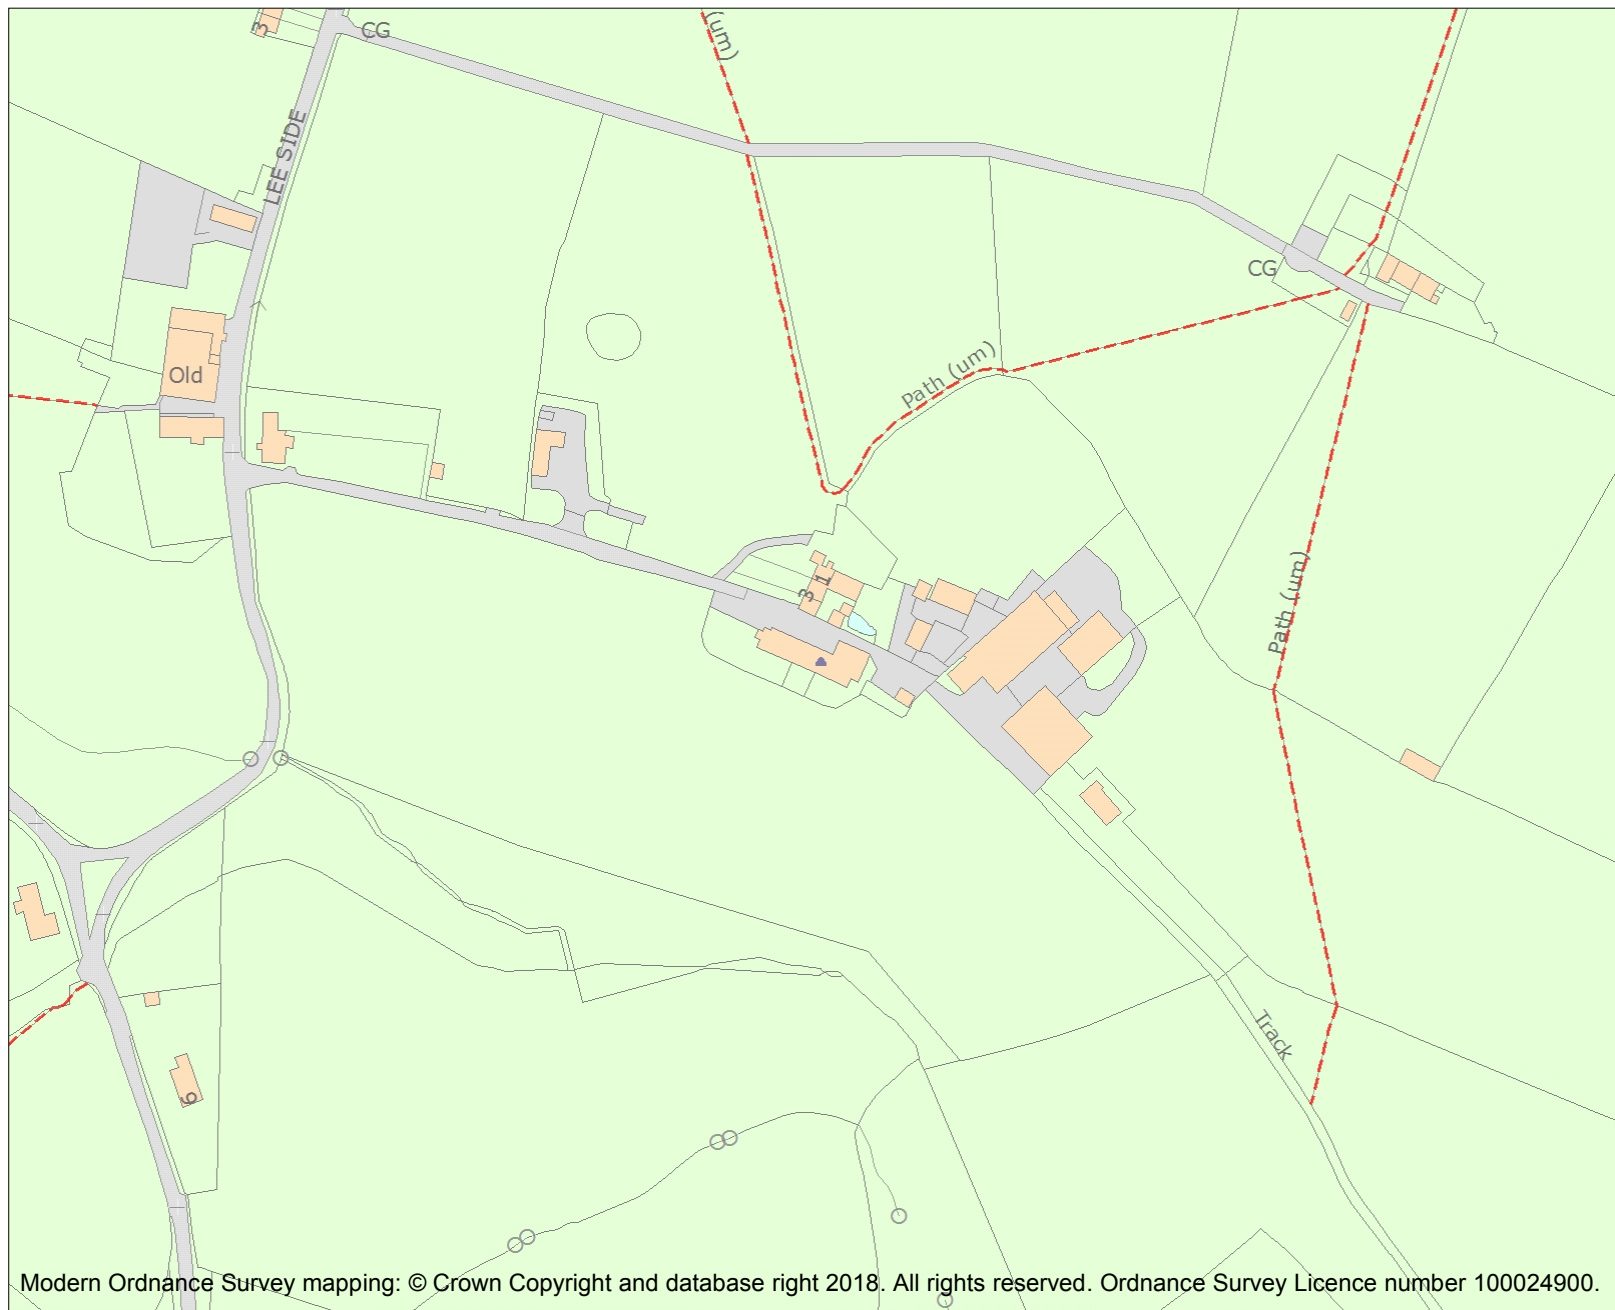 3
CG
(um)
LEE SIDE
CG
Old
Path (um)
1
3
Path (um)
Track
9
Modern Ordnance Survey mapping: © Crown Copyright and database right 2018. All rights reserved. Ordnance Survey Licence number 100024900.